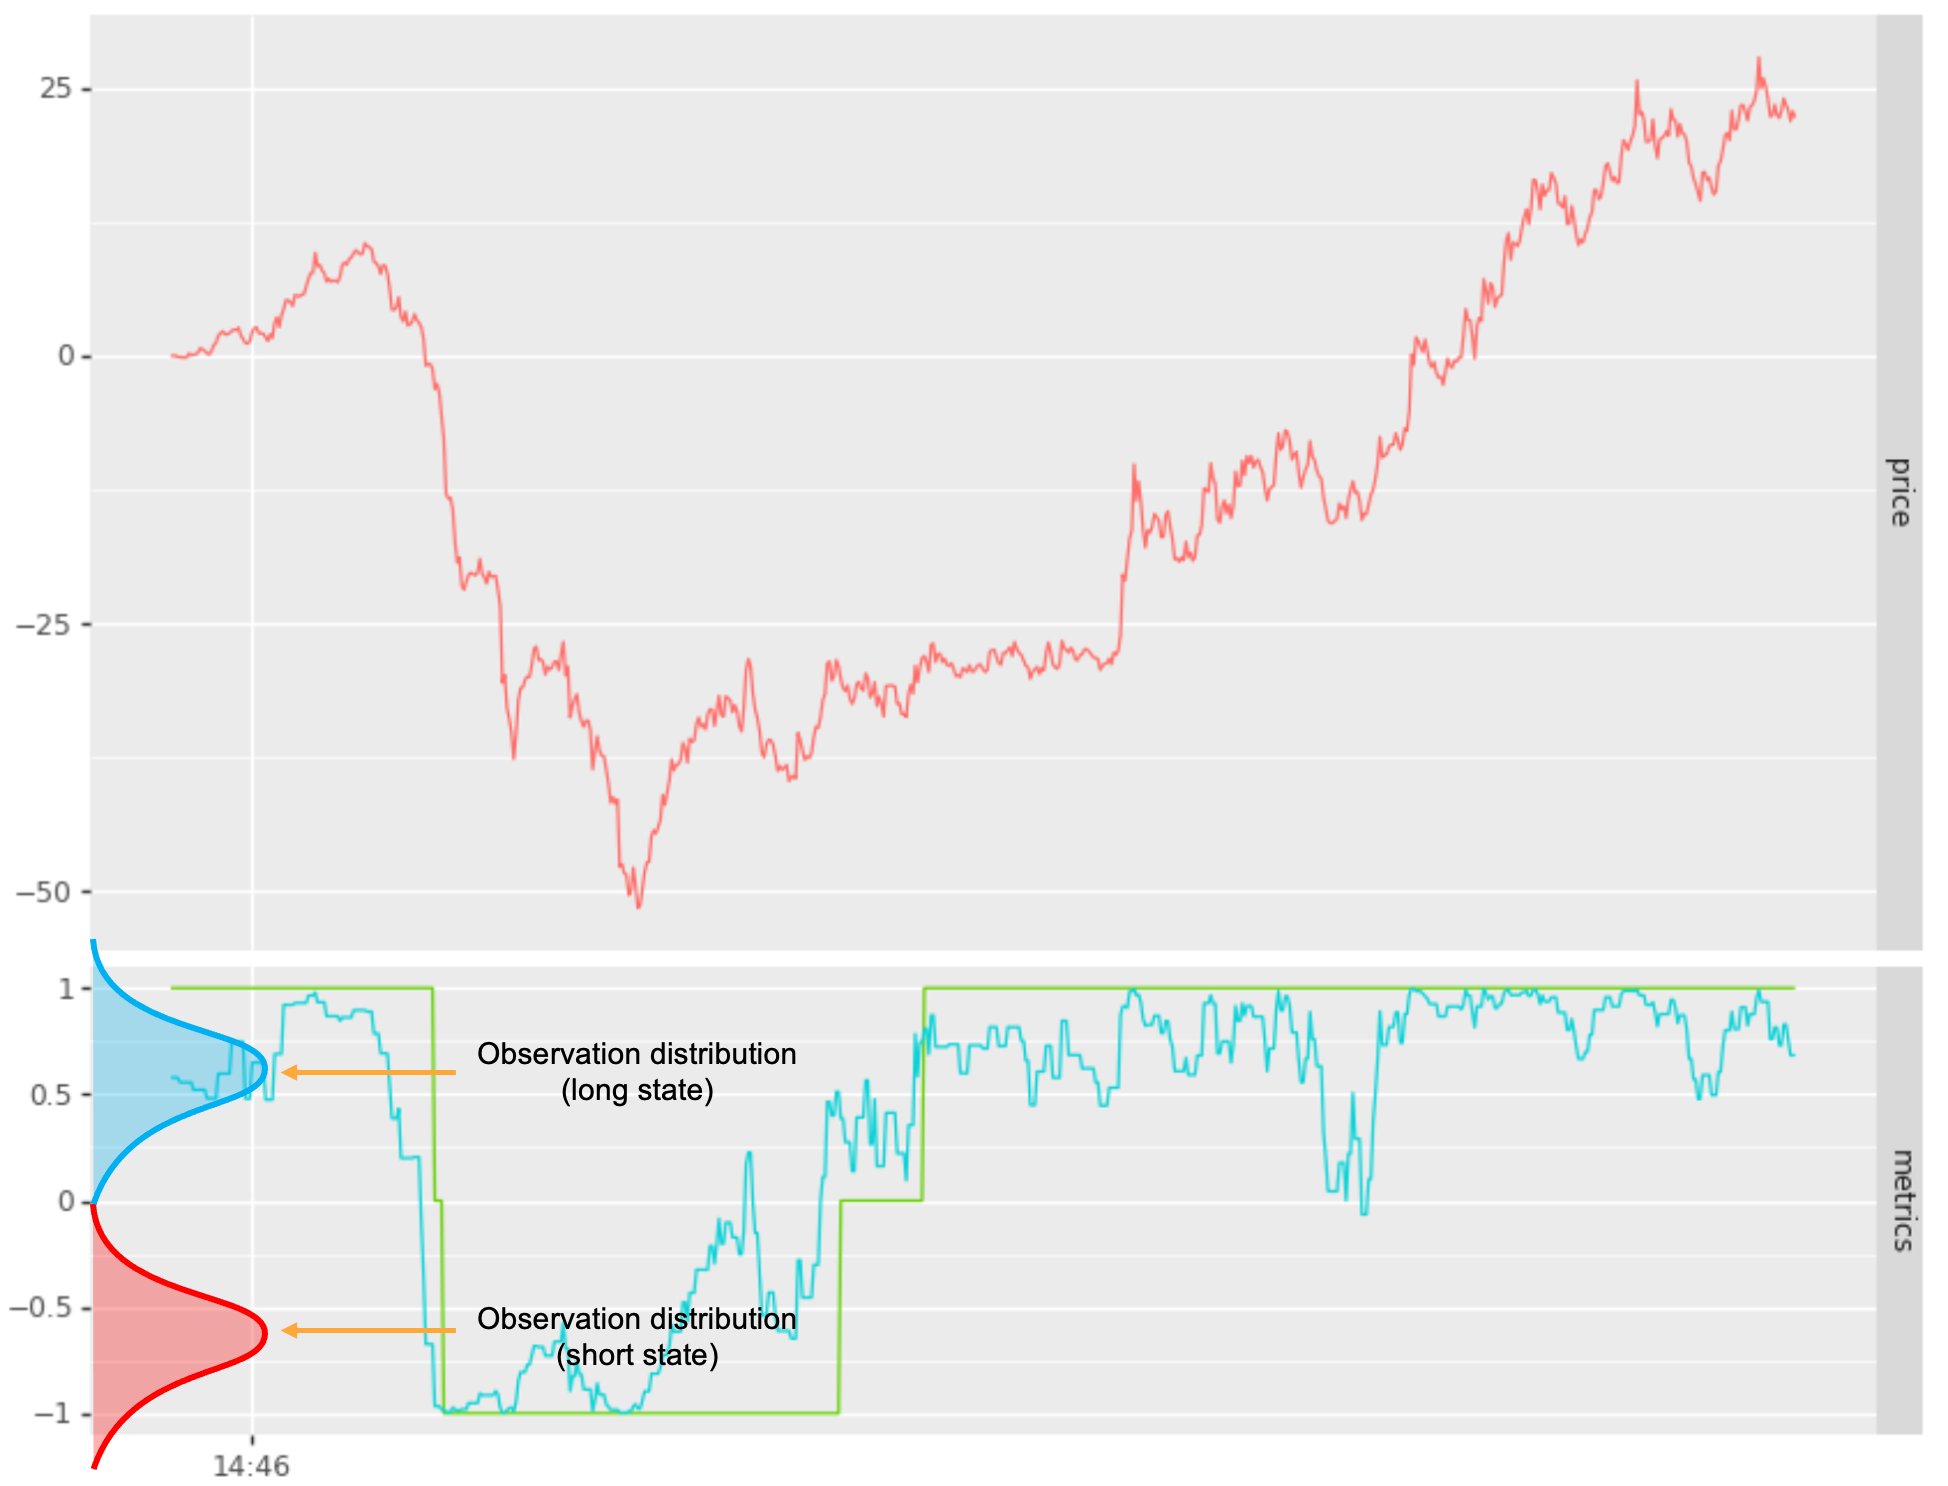 25
0
−25
−50
price
1
0.5
0
−0.5
−1
Observation distribution
(long state)
Observation distribution
(short state)
metrics
14:46